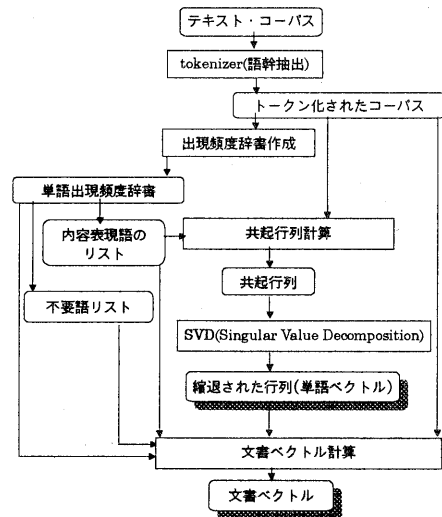 テキスト・コーパス
tokenizer(語幹抽出)
トークン化されたコーパス
出現頻度辞書作成
単語出現頻度辞書
内容表現語の
リスト
共起行列計算
共起行列
不要語リスト
SVD(Singular Value Decomposition)
縮退された行列(単語ベクトル)
文書ベクトル計算
文書ベクトル